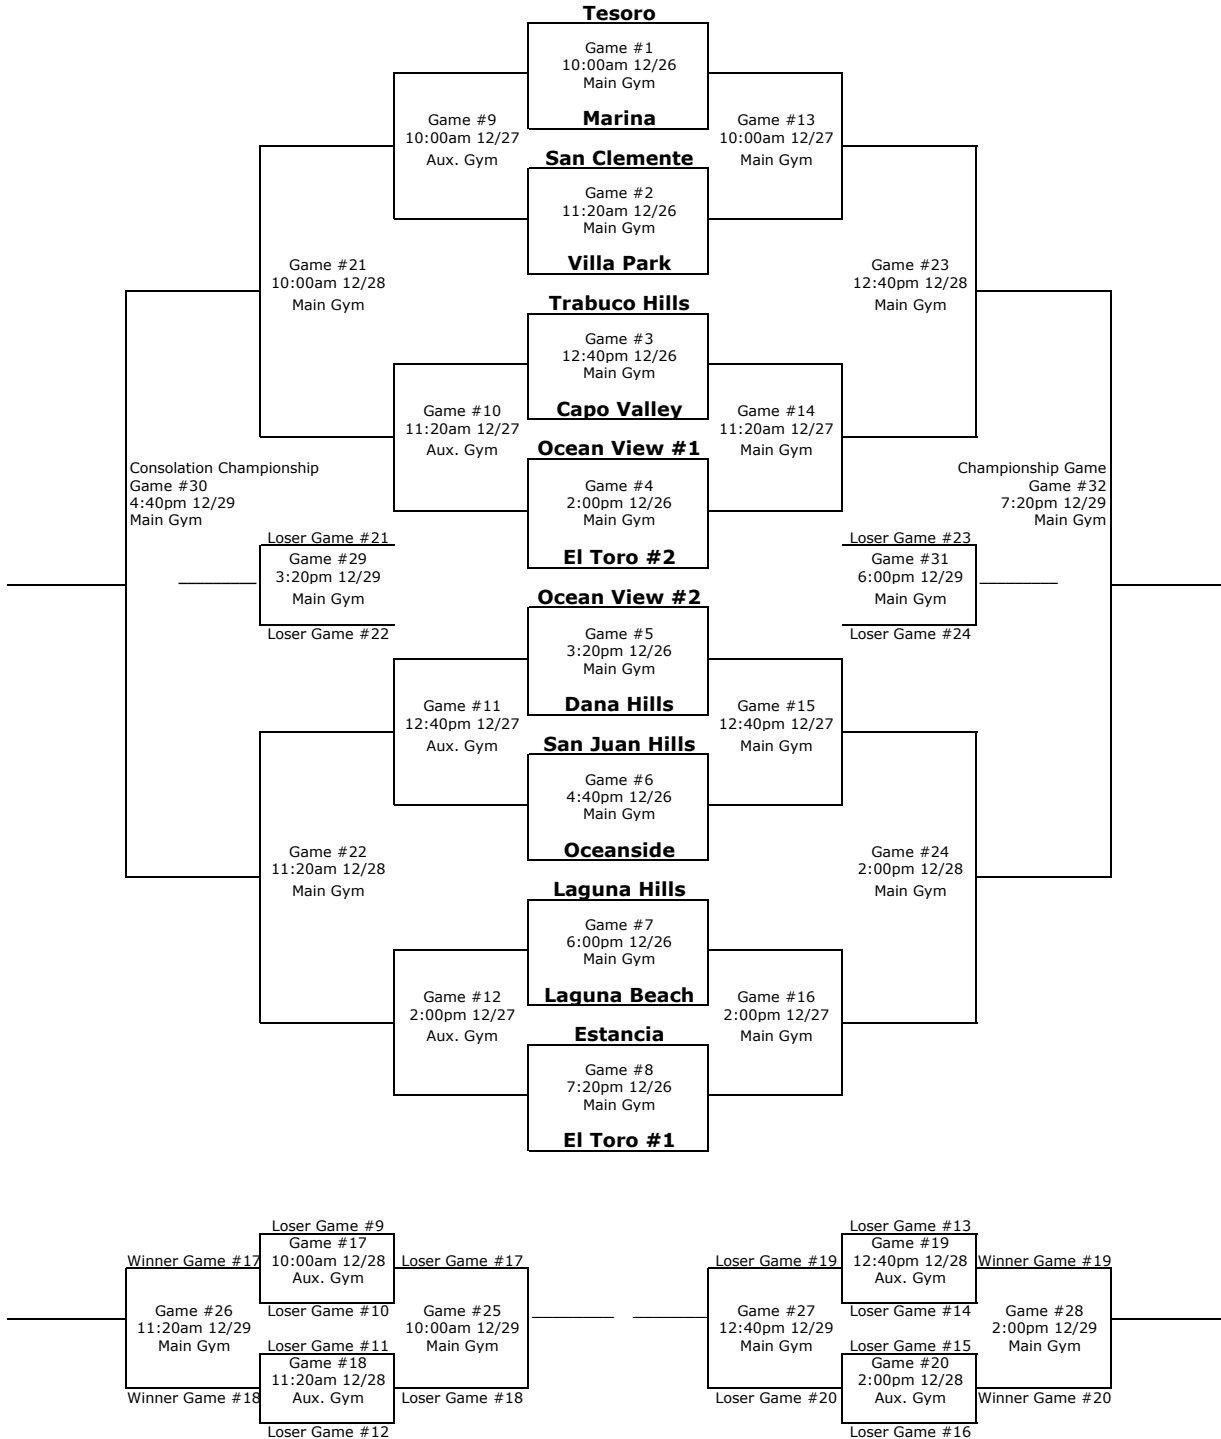 Tesoro
Game #1
10:00am 12/26
Main Gym
Marina
Game #9
10:00am 12/27
Aux. Gym
Game #13
10:00am 12/27
Main Gym
San Clemente
Game #2
11:20am 12/26
Main Gym
Villa Park
Game #21
10:00am 12/28
Main Gym
Game #23
12:40pm 12/28
Main Gym
Trabuco Hills
Game #3
12:40pm 12/26
Main Gym
Capo Valley
Game #10
11:20am 12/27
Aux. Gym
Game #14
11:20am 12/27
Main Gym
Ocean View #1
Game #4
2:00pm 12/26
Main Gym
El Toro #2
Consolation Championship
Game #30
4:40pm 12/29
Main Gym
Championship Game
Game #32
7:20pm 12/29
Main Gym
Loser Game #21
Game #29
3:20pm 12/29
Main Gym
Loser Game #22
Loser Game #23
Game #31
6:00pm 12/29
Main Gym
Loser Game #24
Ocean View #2
Game #5
3:20pm 12/26
Main Gym
Dana Hills
Game #11
12:40pm 12/27
Aux. Gym
Game #15
12:40pm 12/27
Main Gym
San Juan Hills
Game #6
4:40pm 12/26
Main Gym
Oceanside
Game #22
11:20am 12/28
Main Gym
Game #24
2:00pm 12/28
Main Gym
Laguna Hills
Game #7
6:00pm 12/26
Main Gym
Laguna Beach
Game #12
2:00pm 12/27
Aux. Gym
Game #16
2:00pm 12/27
Main Gym
Estancia
Game #8
7:20pm 12/26
Main Gym
El Toro #1
Loser Game #9
Game #17
10:00am 12/28
Aux. Gym
Loser Game #10
Winner Game #17
Loser Game #17
Game #26
11:20am 12/29
Main Gym
Game #25
10:00am 12/29
Main Gym
Loser Game #11
Game #18
11:20am 12/28
Aux. Gym
Loser Game #12
Winner Game #18
Loser Game #18
Loser Game #13
Game #19
12:40pm 12/28
Aux. Gym
Loser Game #14
Loser Game #19
Winner Game #19
Game #27
12:40pm 12/29
Main Gym
Game #28
2:00pm 12/29
Main Gym
Loser Game #15
Game #20
2:00pm 12/28
Aux. Gym
Loser Game #16
Loser Game #20
Winner Game #20